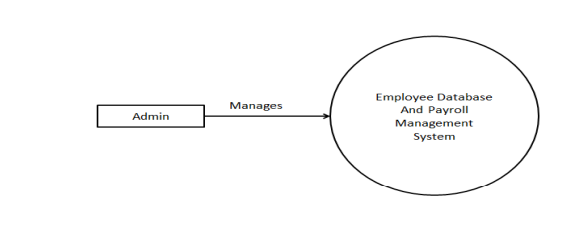 Employee Database
And Payroll
Manages
Admin
Management
System